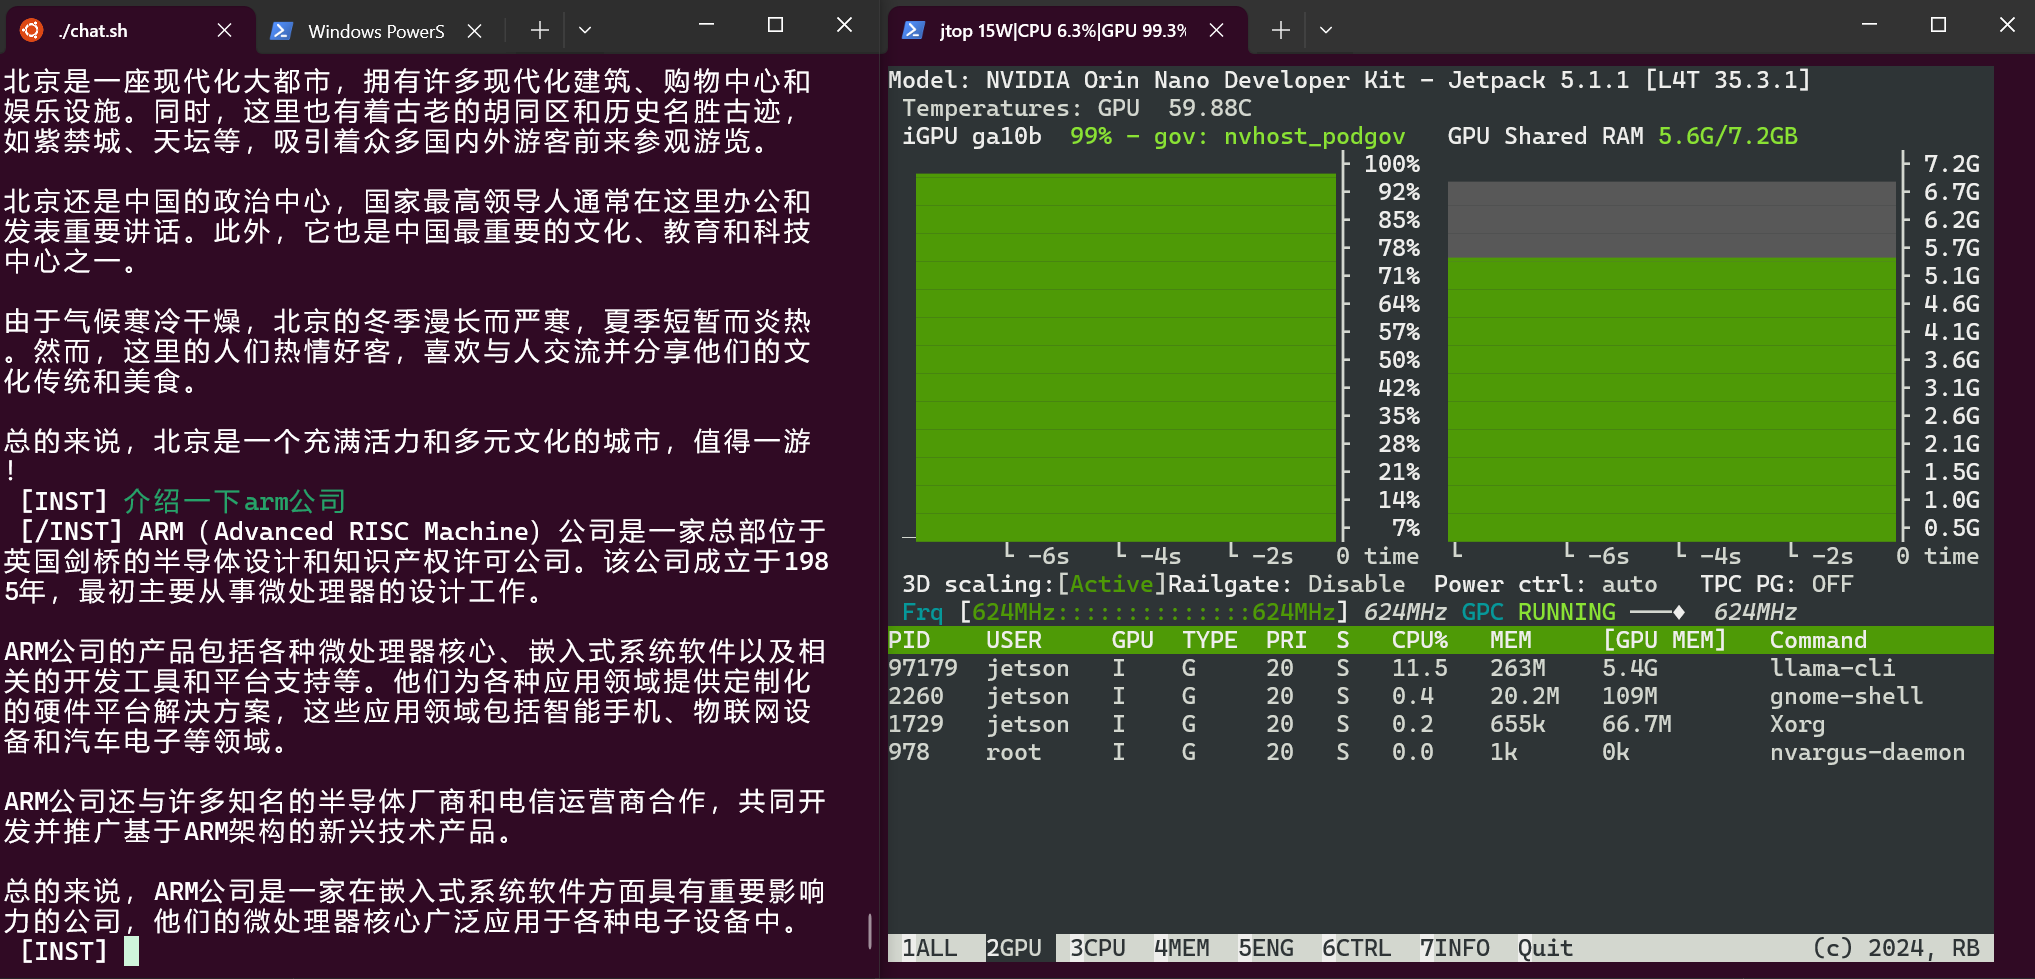 ./chat.sh
Windows PowerS
北京是一座现代化大都市，拥有许多现代化建筑、购物中心和
娱乐设施。同时，这里也有着古老的胡同区和历史名胜古迹，
如紫禁城、天坛等，吸引着众多国内外游客前来参观游览。
北京还是中国的政治中心，国家最高领导人通常在这里办公和
发表重要讲话。此外，它也是中国最重要的文化、教育和科技
中心之一。
由于气候寒冷干燥，北京的冬季漫长而严寒，夏季短暂而炎热
。然而，这里的人们热情好客，喜欢与人交流并分享他们的文
化传统和美食。
总的来说，北京是一个充满活力和多元文化的城市，值得一游
！
[INST] 介绍一下arm公司
[/INST] ARM（Advanced RISC Machine）公司是一家总部位于
英国剑桥的半导体设计和知识产权许可公司。该公司成立于198
5年，最初主要从事微处理器的设计工作。
ARM公司的产品包括各种微处理器核心、嵌入式系统软件以及相
关的开发工具和平台支持等。他们为各种应用领域提供定制化
的硬件平台解决方案，这些应用领域包括智能手机、物联网设
备和汽车电子等领域。
ARM公司还与许多知名的半导体厂商和电信运营商合作，共同开
发并推广基于ARM架构的新兴技术产品。
总的来说，ARM公司是一家在嵌入式系统软件方面具有重要影响
力的公司，他们的微处理器核心广泛应用于各种电子设备中。
[INST]
jtop 15W|CPU 6.3%|GPU 99.3%
Model: NVIDIA Orin Nano Developer Kit - Jetpack 5.1.1 [L4T 35.3.1]
Temperatures: GPU 59.88C
iGPU ga10b 99% - gov: nvhost_podgov GPU Shared RAM 5.6G/7.2GB
100% 7.2G
92% 6.7G
85% 6.2G
78% 5.7G
71% 5.1G
64% 4.6G
57% 4.1G
50% 3.6G
42% 3.1G
35% 2.6G
28% 2.1G
21% 1.5G
14% 1.0G
7% 0.5G
-6s -4s -2s 0 time -6s -4s -2s 0 time
3D scaling:[Active]Railgate: Disable Power ctrl: auto TPC PG: OFF
Frq [624MHz::::::::::::::624MHz] 624MHz GPC RUNNING ──♦ 624MHz
PID USER GPU TYPE PRI S CPU% MEM [GPU MEM] Command
97179 jetson I G 20 S 11.5 263M 5.4G llama-cli
2260 jetson I G 20 S 0.4 20.2M 109M gnome-shell
1729 jetson I G 20 S 0.2 655k 66.7M Xorg
978 root I G 20 S 0.0 1k 0k nvargus-daemon
1ALL 2GPU 3CPU 4MEM 5ENG 6CTRL 7INFO Quit (c) 2024, RB